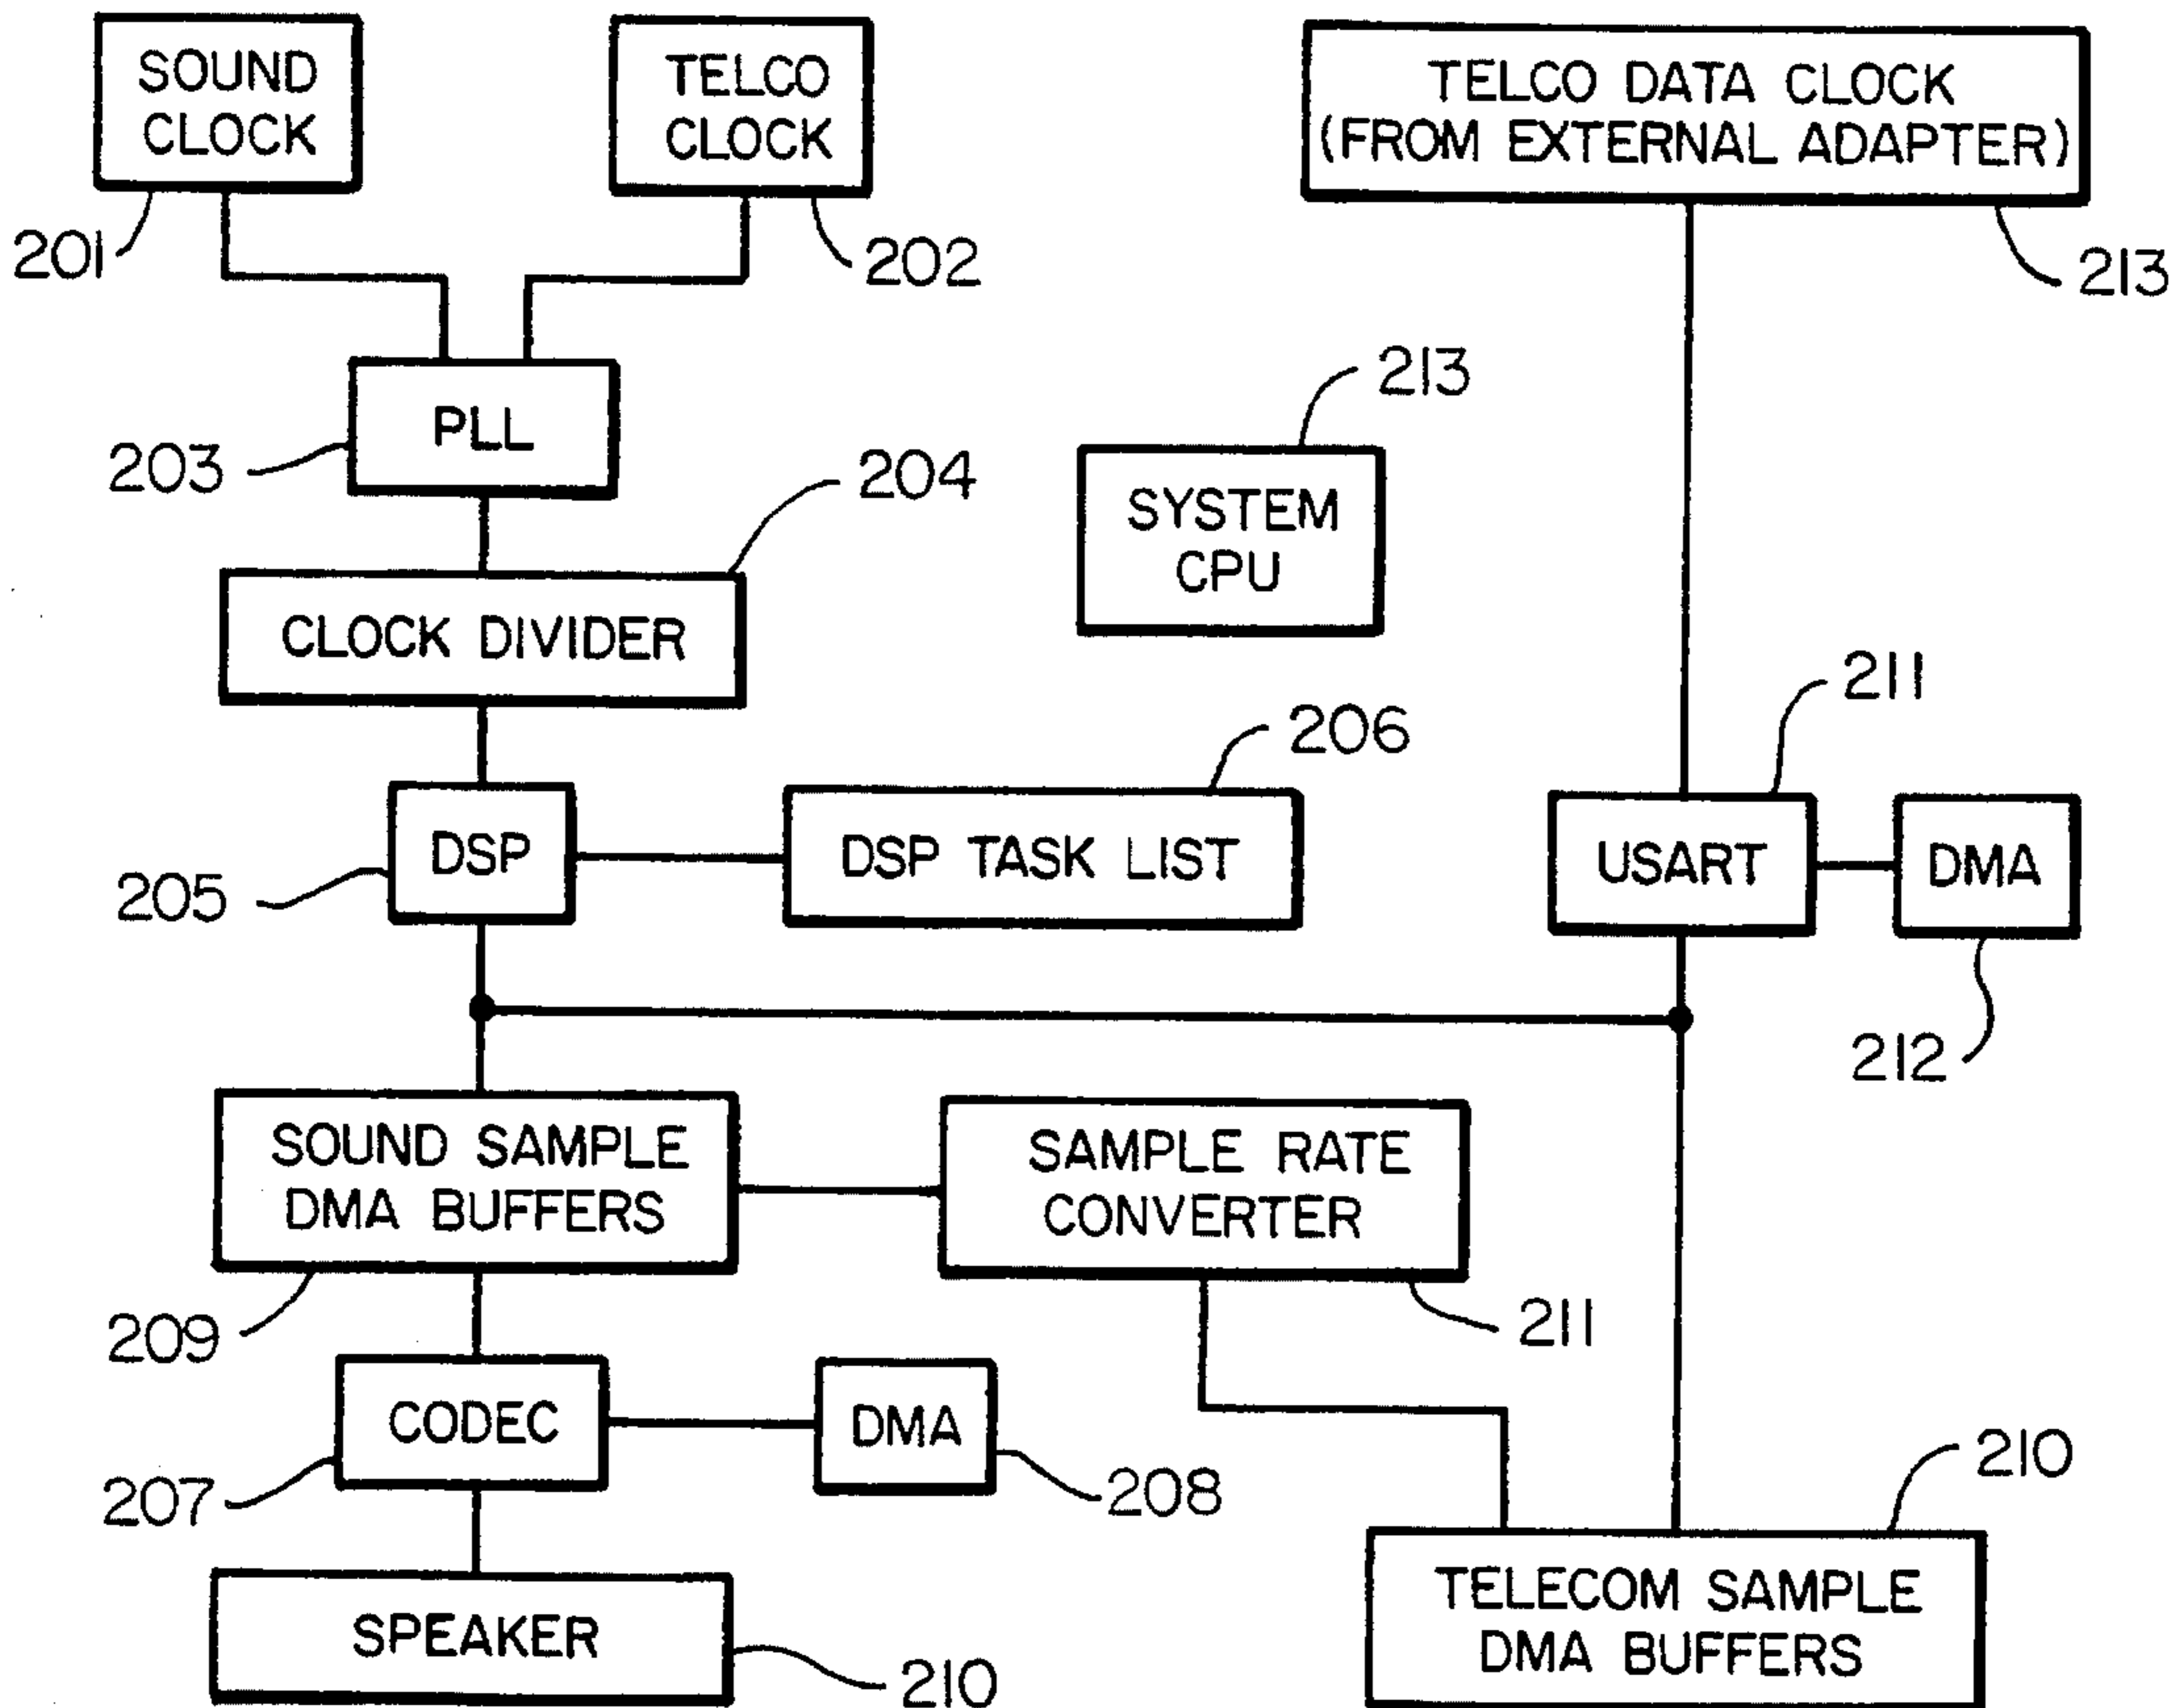 SOUND
CLOCK
TELCO
CLOCK
TELCO DATA CLOCK
(FROM EXTERNAL ADAPTER)
201
202
213
PLL
203
213
SYSTEM
CPU
204
CLOCK DIVIDER
206
211
DSP
DSP TASK LIST
USART
DMA
205
212
SOUND SAMPLE
DMA BUFFERS
SAMPLE RATE
CONVERTER
209
211
CODEC
DMA
207
208
210
SPEAKER
210
TELECOM SAMPLE
DMA BUFFERS